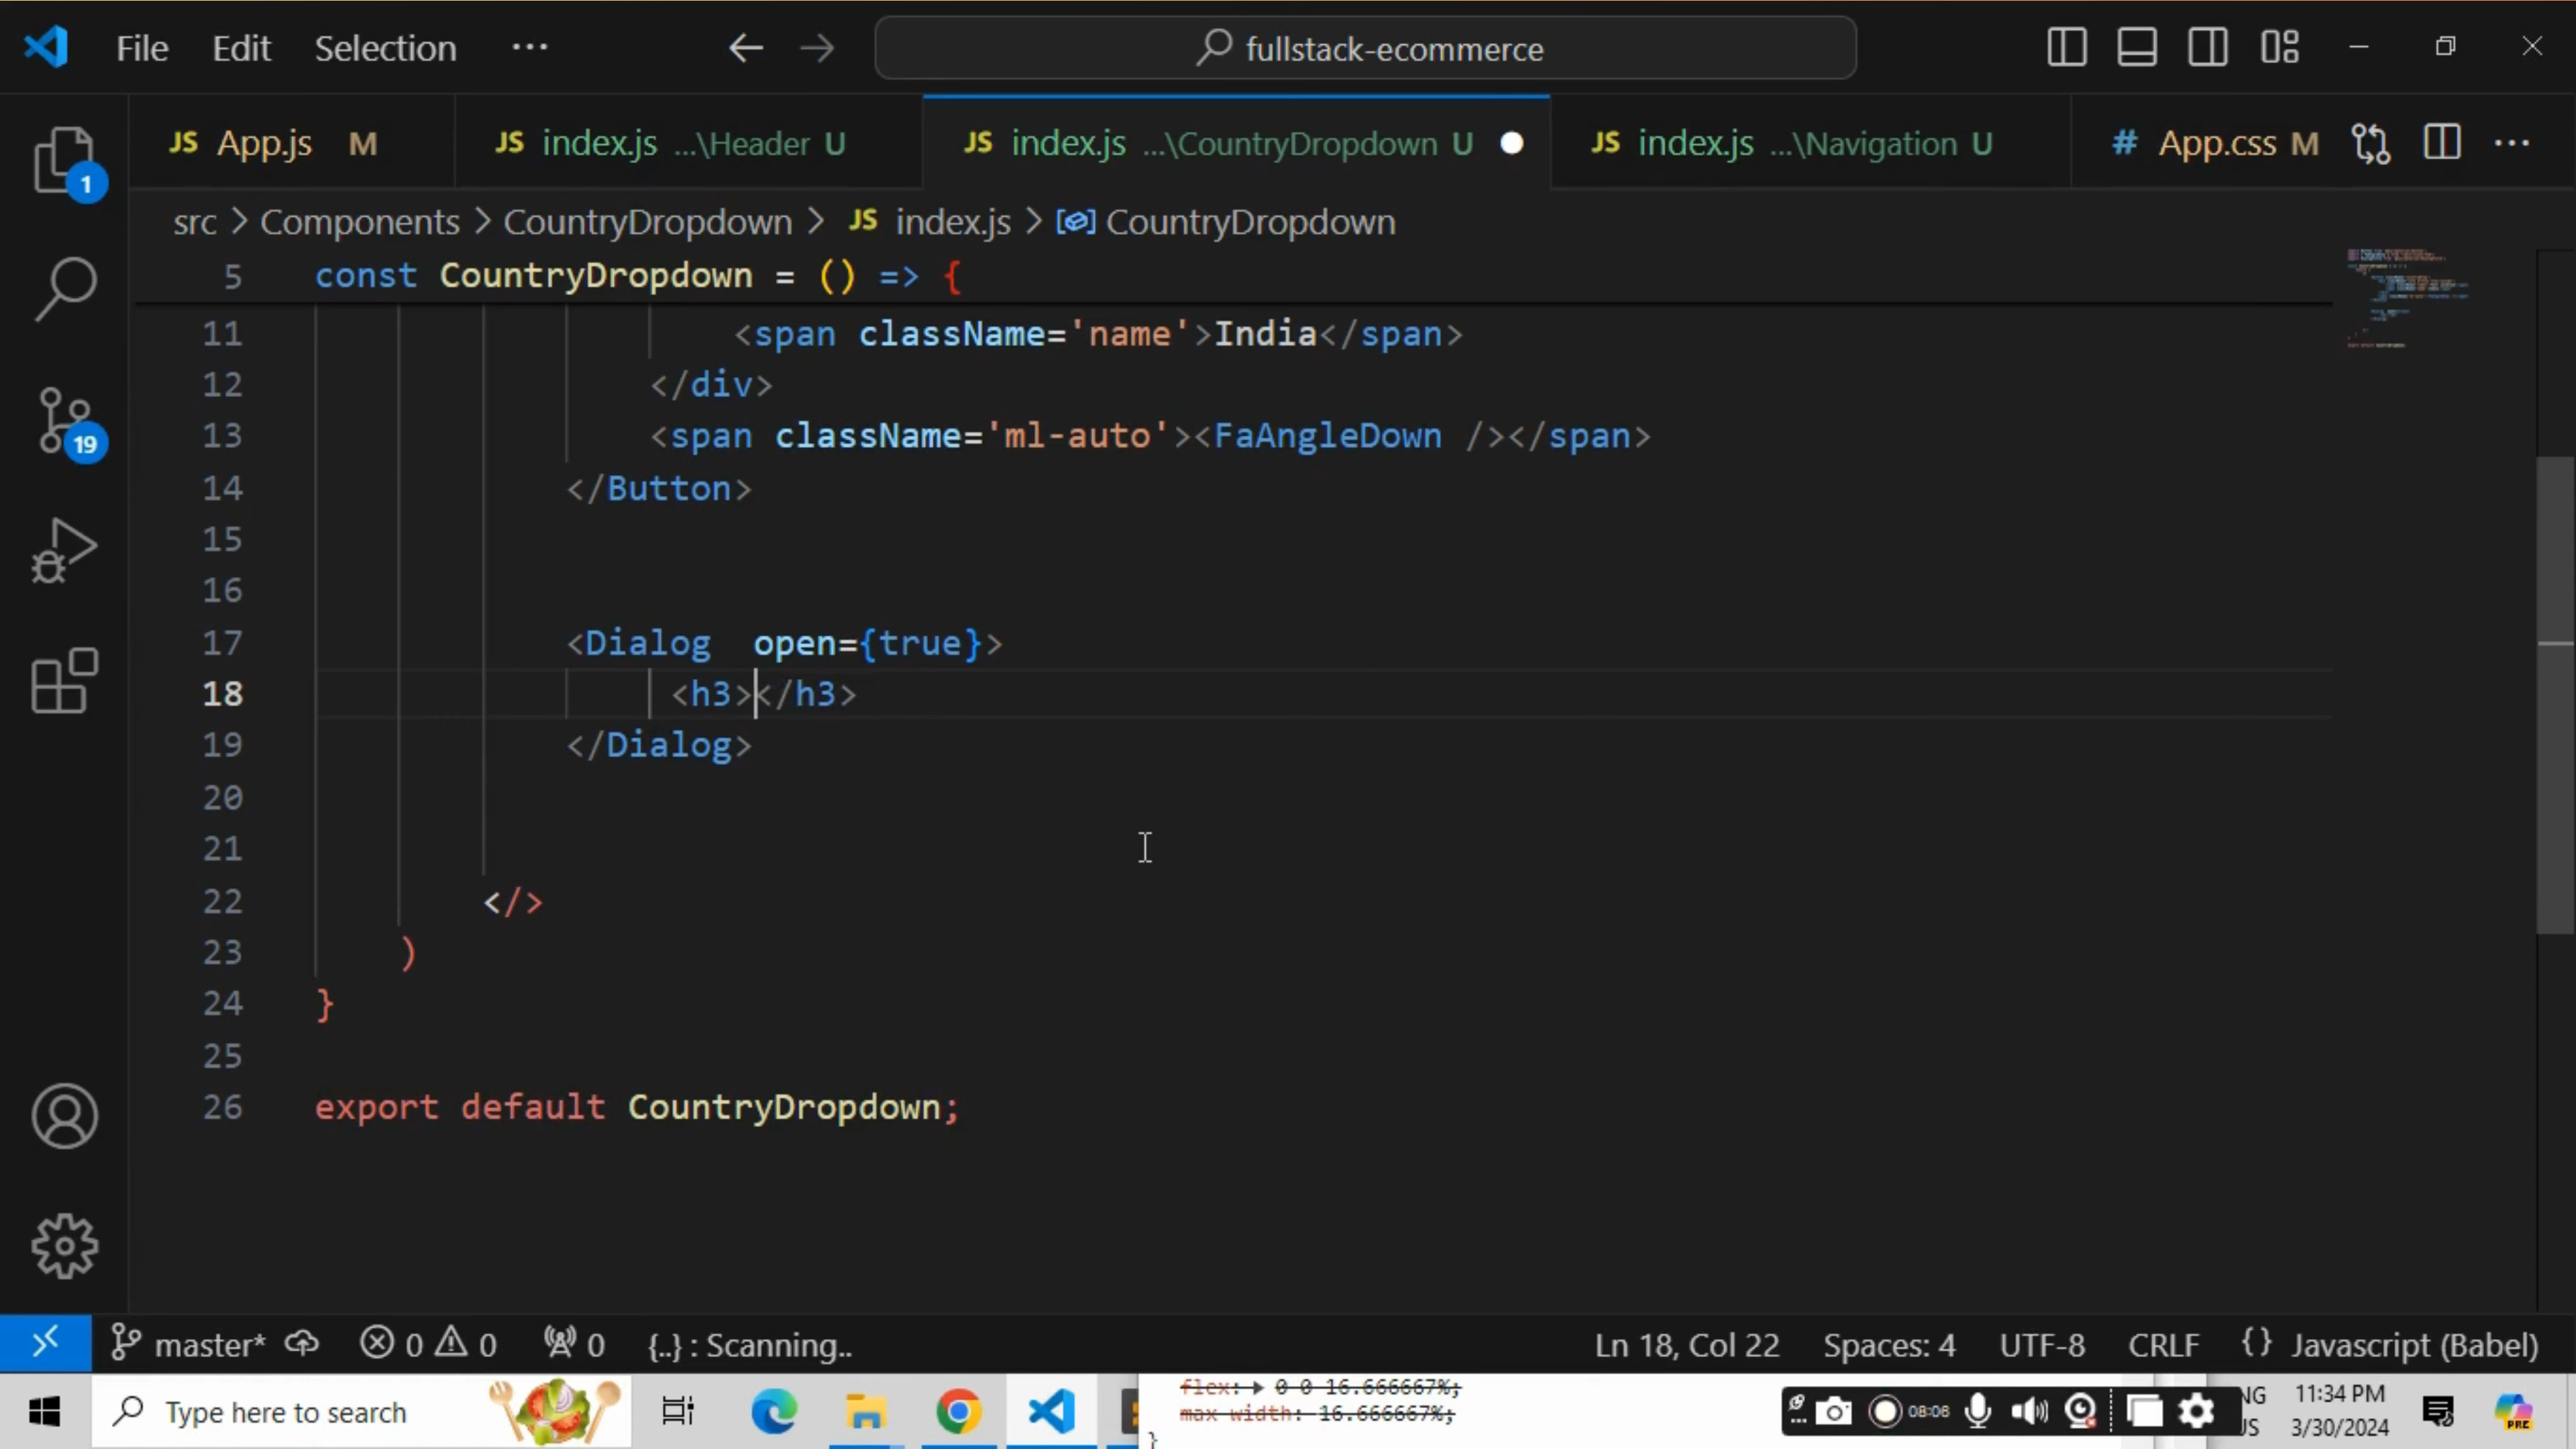 File Edit Selection ··· fullstack-ecommerce
JS App.js M JS index.js ...\Header U JS index.js ...\CountryDropdown U JS index.js ...\Navigation U # App.css M
src > Components > CountryDropdown > JS index.js > CountryDropdown
5 const CountryDropdown = () => {
11 <span className='name'>India</span>
12 </div>
13 <span className='ml-auto'><FaAngleDown /></span>
14 </Button>
15
16
17 <Dialog open={true}>
18 <h3></h3>
19 </Dialog>
20
21
22 </>
23 )
24 }
25
26 export default CountryDropdown;
1
19
master* 0 0 0 {..} : Scanning.. Ln 18, Col 22 Spaces: 4 UTF-8 CRLF {} Javascript (Babel)
flex: 0 0 16.666667%;
max-width: 16.666667%;
}
Type here to search 08:06 NG 11:34 PM
US 3/30/2024 PRE